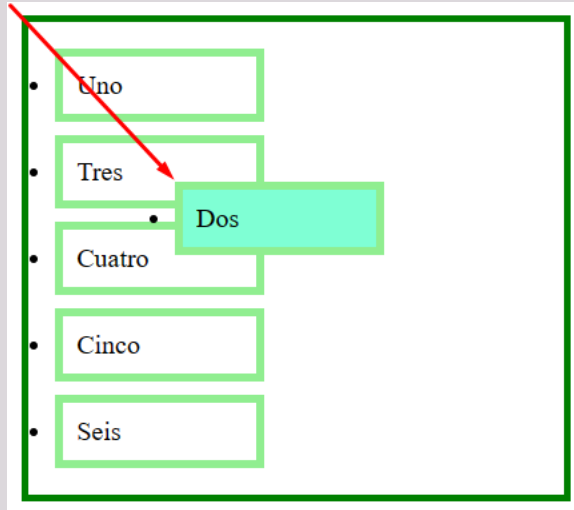 Uno
Tres
Dos
Cuatro
Cinco
Seis